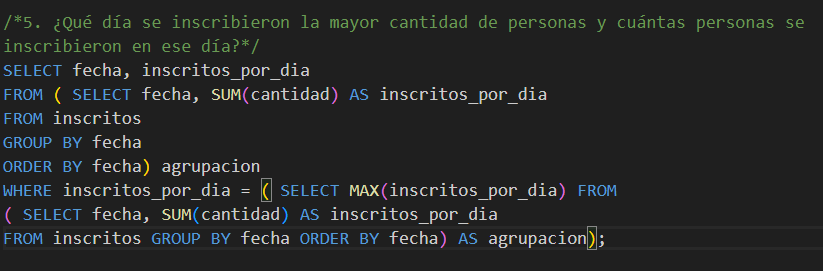 /*5. ¿Qué día se inscribieron la mayor cantidad de personas y cuántas personas se
inscribieron en ese día?*/
SELECT fecha, inscritos_por_dia
FROM ( SELECT fecha, SUM(cantidad) AS inscritos_por_dia
FROM inscritos
GROUP BY fecha
ORDER BY fecha) agrupacion
WHERE inscritos_por_dia = ( SELECT MAX(inscritos_por_dia) FROM
( SELECT fecha, SUM(cantidad) AS inscritos_por_dia
FROM inscritos GROUP BY fecha ORDER BY fecha) AS agrupacion);